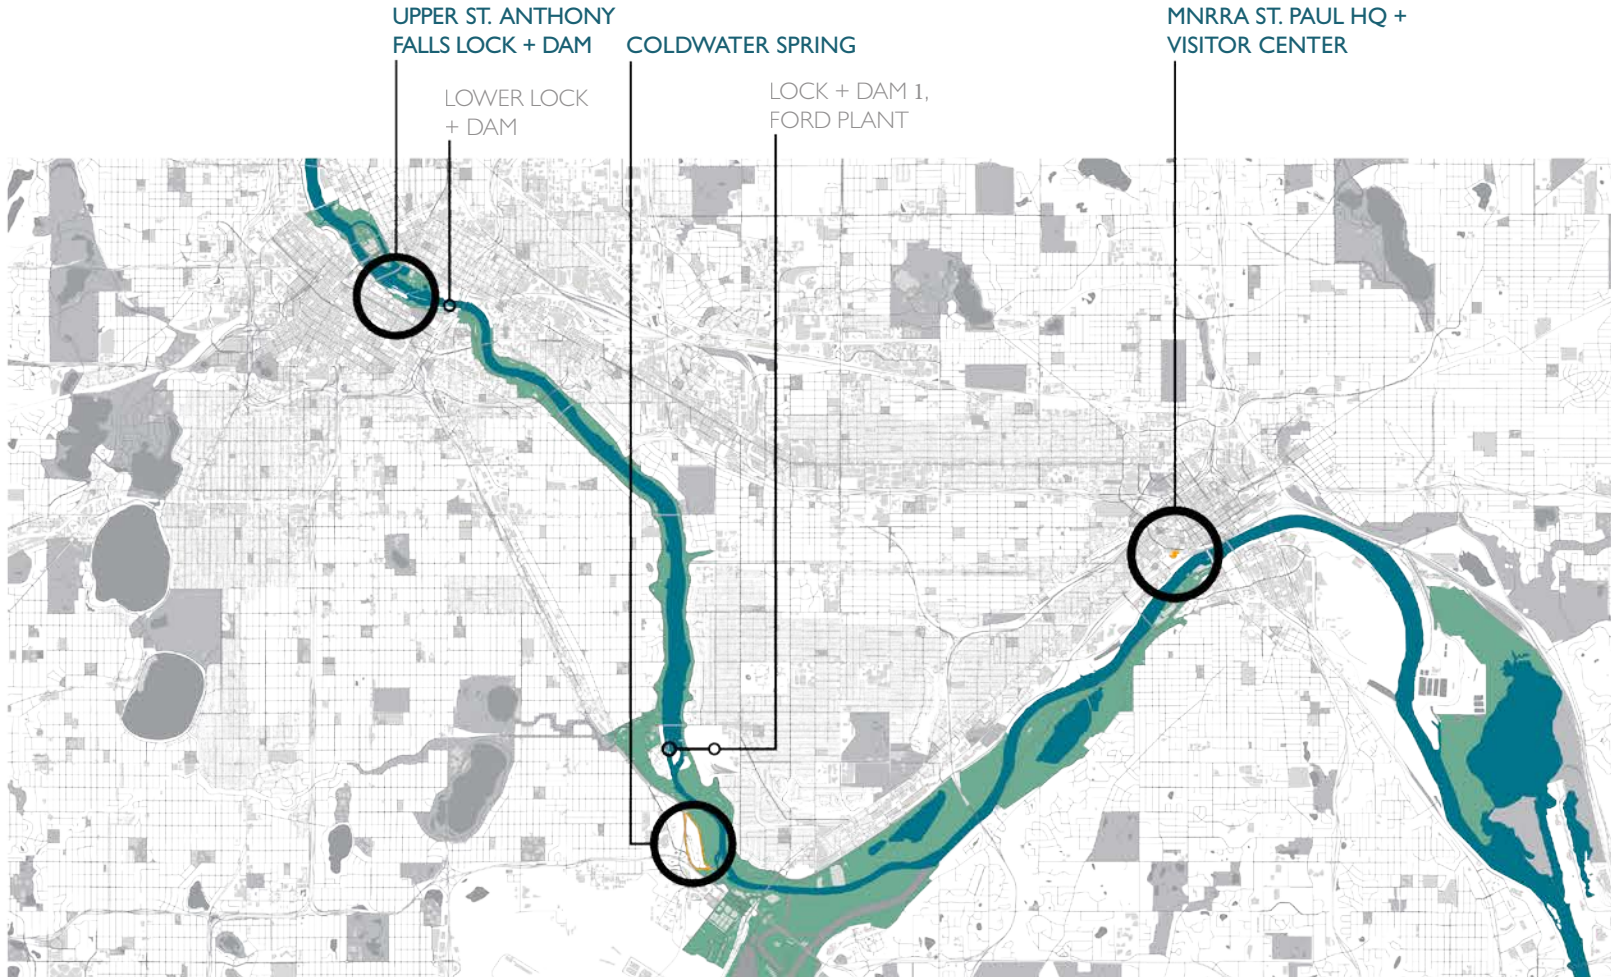 UPPER ST. ANTHONY
FALLS LOCK + DAM
COLDWATER SPRING
MNRRA ST. PAUL HQ +
VISITOR CENTER
LOWER LOCK
+ DAM
LOCK + DAM 1,
FORD PLANT